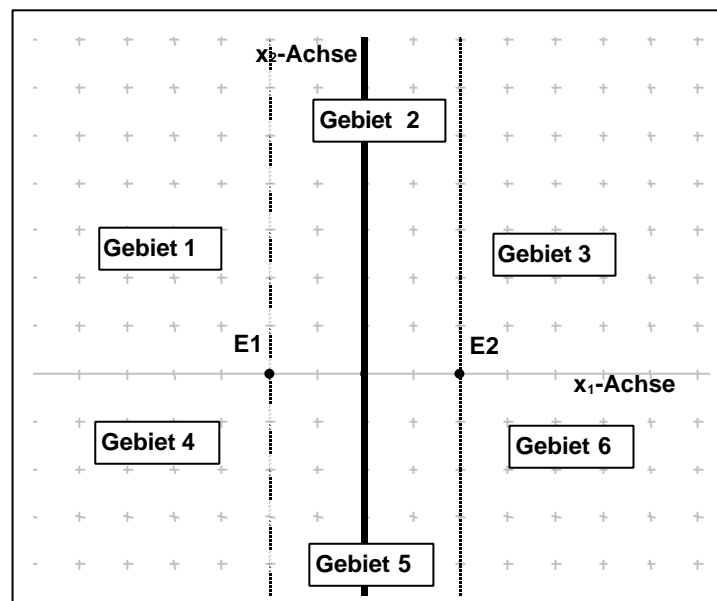 x₂-Achse
Gebiet 2
Gebiet 1
Gebiet 3
E1
E2
x₁-Achse
Gebiet 4
Gebiet 6
Gebiet 5